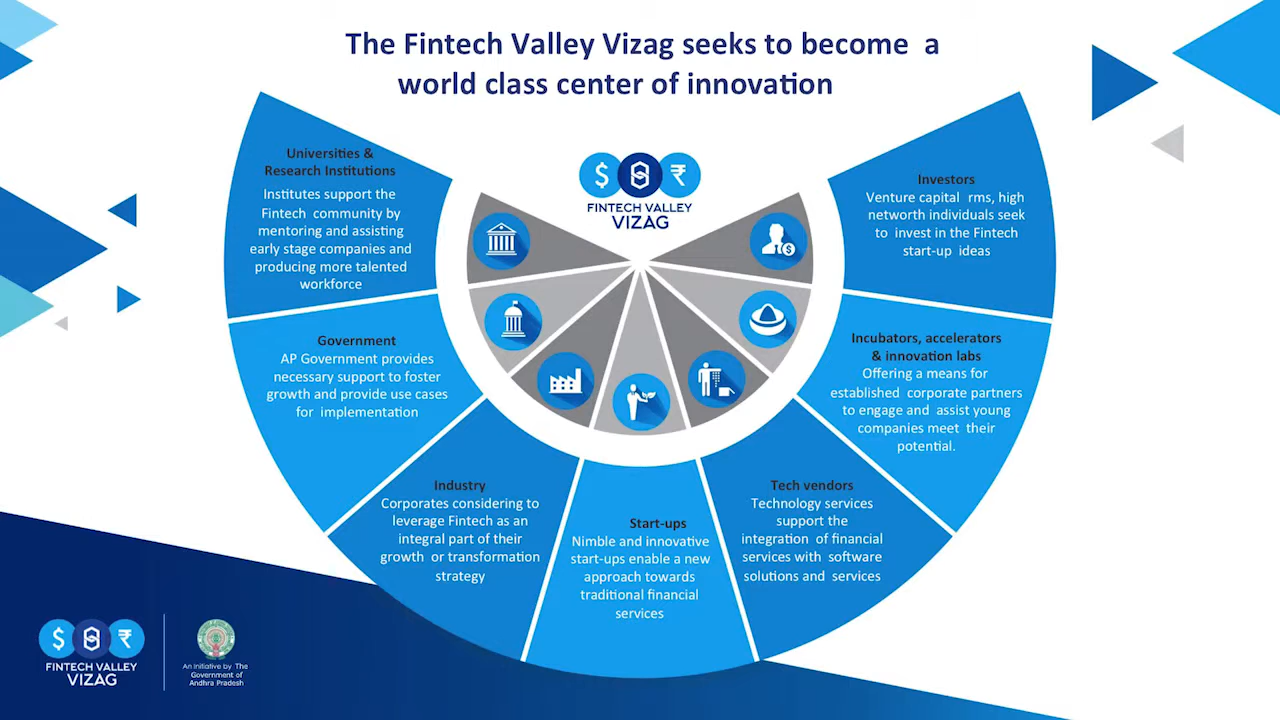 The Fintech Valley Vizag seeks to become a
world class center of innovation
Universities &
Research Institutions
Institutes support the
Fintech community by
mentoring and assisting
early stage companies and
producing more talented
workforce
Government
AP Government provides
necessary support to foster
growth and provide use cases
for implementation
Industry
Corporates considering to
leverage Fintech as an
integral part of their
growth or transformation
strategy
Start-ups
Nimble and innovative
start-ups enable a new
approach towards
traditional financial
services
Tech vendors
Technology services
support the
integration of financial
services with software
solutions and services
Incubators, accelerators
& innovation labs
Offering a means for
established corporate partners
to engage and assist young
companies meet their
potential.
Investors
Venture capital rms, high
networth individuals seek
to invest in the Fintech
start-up ideas
$ ₹
FINTECH VALLEY
VIZAG
$
$ ₹
FINTECH VALLEY
VIZAG
An Initiative by The
Government of
Andhra Pradesh